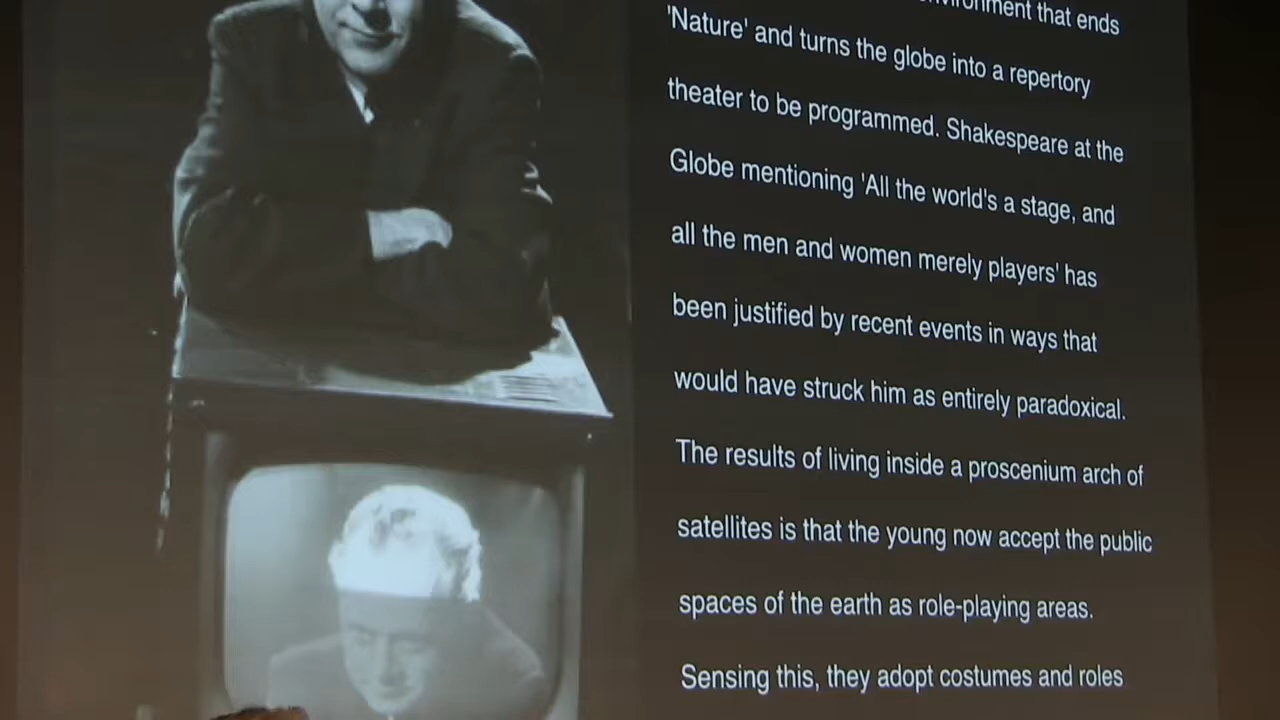 that ends
'Nature' and turns the globe into a repertory
theater to be programmed. Shakespeare at the
Globe mentioning 'All the world's a stage, and
all the men and women merely players' has
been justified by recent events in ways that
would have struck him as entirely paradoxical.
The results of living inside a proscenium arch of
satellites is that the young now accept the public
spaces of the earth as role-playing areas.
Sensing this, they adopt costumes and roles